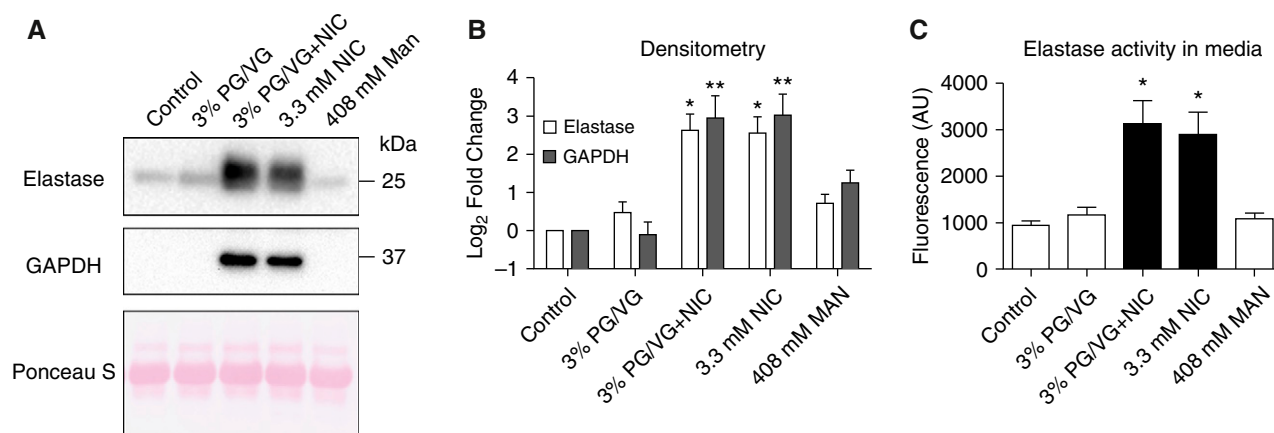 A
Control
3% PG/VG
3% PG/VG+NIC
3.3 mM NIC
408 mM Man
kDa
Elastase
25
GAPDH
37
Ponceau S
B
Densitometry
Log2 Fold Change
4
3
2
1
0
–1
* ** * **
Elastase
GAPDH
Control
3% PG/VG
3% PG/VG+NIC
3.3 mM NIC
408 mM MAN
C
Elastase activity in media
Fluorescence (AU)
4000
3000
2000
1000
0
* *
Control
3% PG/VG
3% PG/VG+NIC
3.3 mM NIC
408 mM MAN